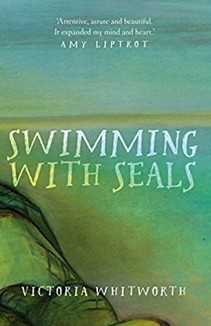 'Attentive, astute and beautiful.
It expanded my mind and heart.'
AMY LIPTROT
SWIMMING
WITH SEALS
VICTORIA WHITWORTH